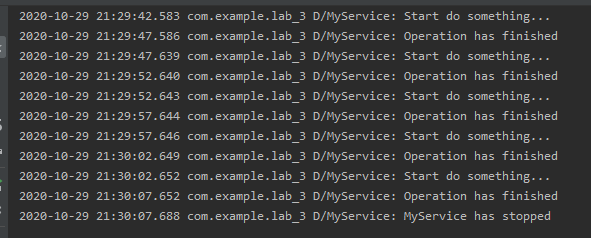 2020-10-29 21:29:42.583 com.example.lab_3 D/MyService: Start do something...
2020-10-29 21:29:47.586 com.example.lab_3 D/MyService: Operation has finished
2020-10-29 21:29:47.639 com.example.lab_3 D/MyService: Start do something...
2020-10-29 21:29:52.640 com.example.lab_3 D/MyService: Operation has finished
2020-10-29 21:29:52.643 com.example.lab_3 D/MyService: Start do something...
2020-10-29 21:29:57.644 com.example.lab_3 D/MyService: Operation has finished
2020-10-29 21:29:57.646 com.example.lab_3 D/MyService: Start do something...
2020-10-29 21:30:02.649 com.example.lab_3 D/MyService: Operation has finished
2020-10-29 21:30:02.652 com.example.lab_3 D/MyService: Start do something...
2020-10-29 21:30:07.652 com.example.lab_3 D/MyService: Operation has finished
2020-10-29 21:30:07.688 com.example.lab_3 D/MyService: MyService has stopped